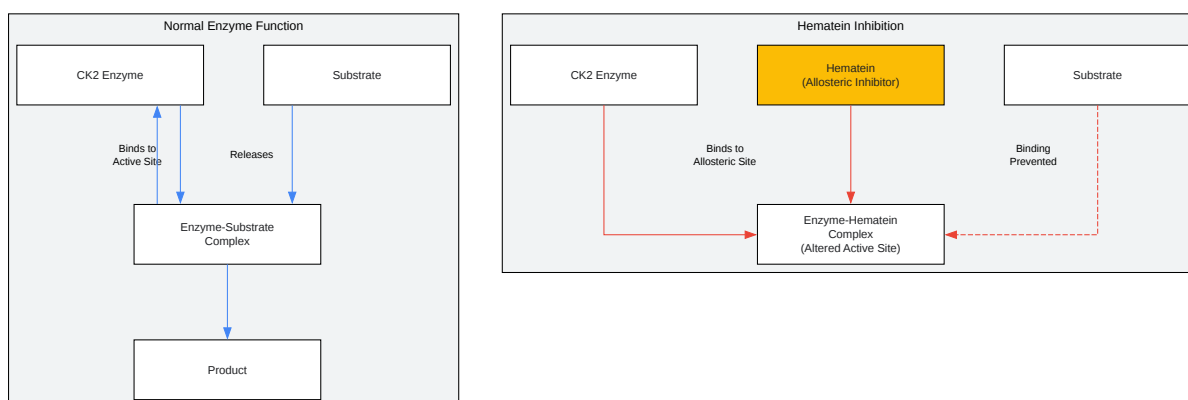 Normal Enzyme Function
CK2 Enzyme
Substrate
Binds to
Active Site
Releases
Enzyme-Substrate
Complex
Product
Hematein Inhibition
CK2 Enzyme
Hematein
(Allosteric Inhibitor)
Substrate
Binds to
Allosteric Site
Binding
Prevented
Enzyme-Hematein
Complex
(Altered Active Site)